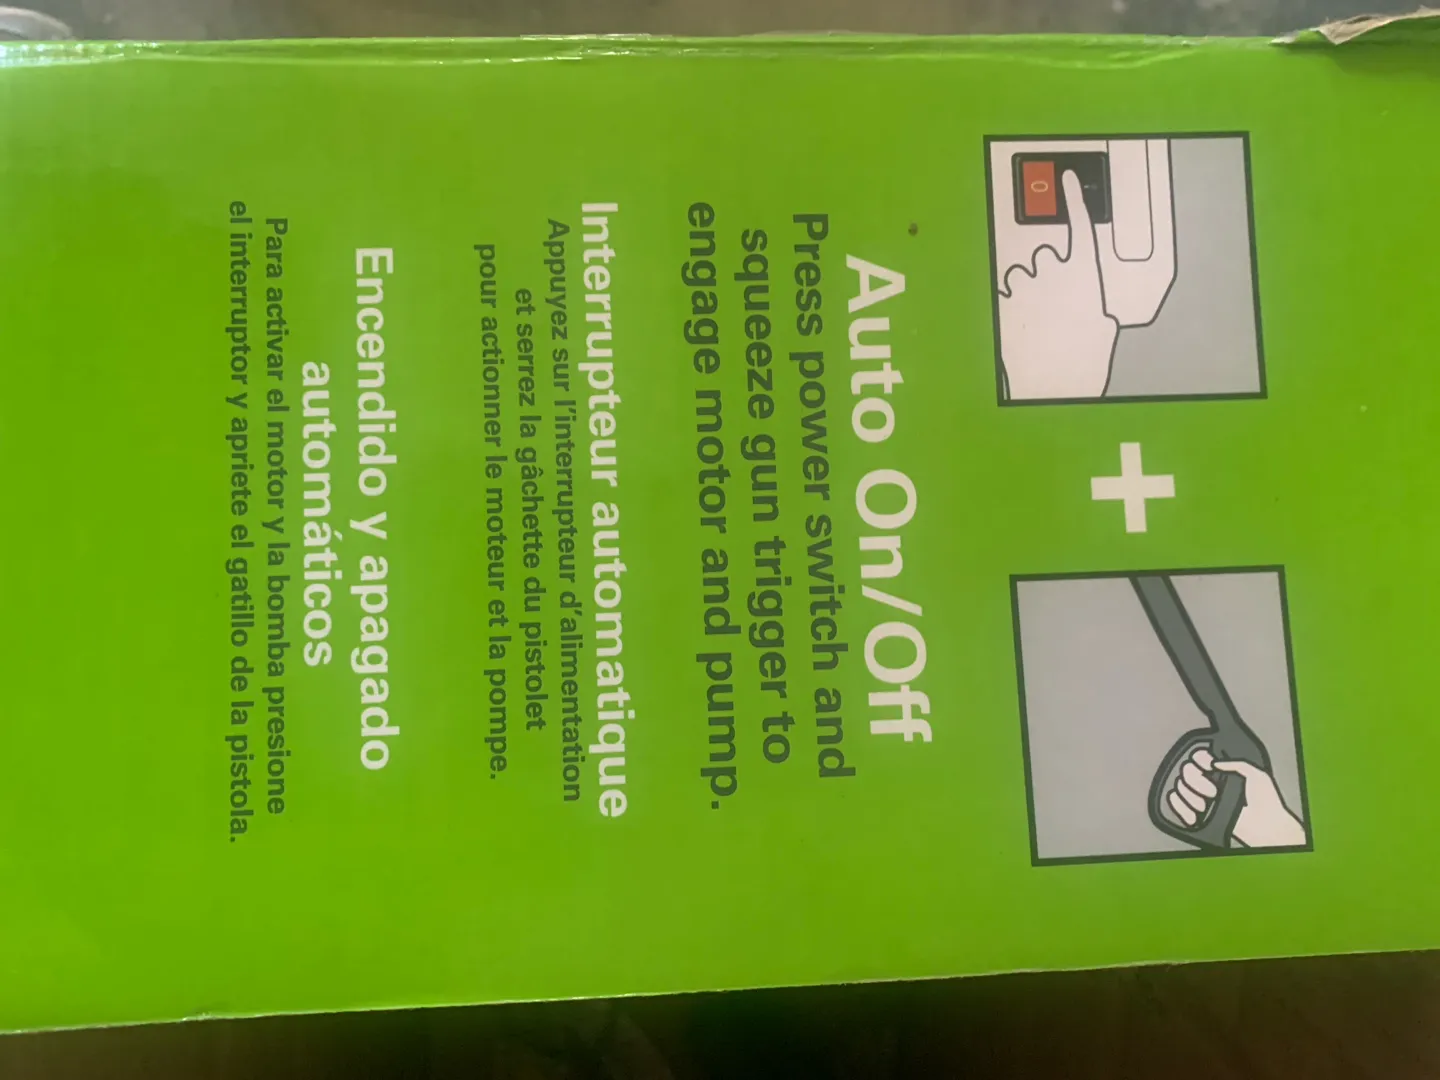 0
+
Auto On/Off
Press power switch and
squeeze gun trigger to
engage motor and pump.
Interrupteur automatique
Appuyez sur l'interrupteur d'alimentation
et serrez la gâchette du pistolet
pour actionner le moteur et la pompe.
Encendido y apagado
automáticos
Para activar el motor y la bomba presione
el interruptor y apriete el gatillo de la pistola.